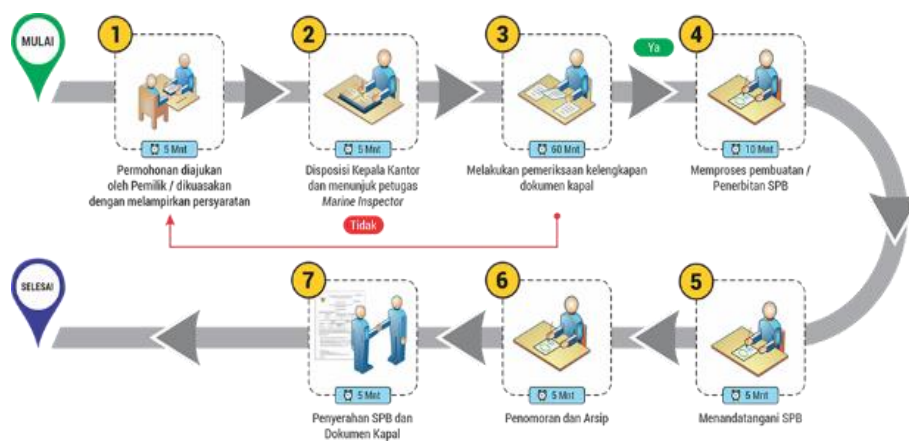 MULAI
1
5 Mnt
Permohonan diajukan
oleh Pemilik / dikuasakan
dengan melampirkan persyaratan
2
5 Mnt
Disposisi Kepala Kantor
dan menunjuk petugas
Marine Inspector
3
60 Mnt
Melakukan pemeriksaan kelengkapan
dokumen kapal
Ya
4
10 Mnt
Memproses pembuatan /
Penerbitan SPB
Tidak
5
5 Mnt
Menandatangani SPB
6
5 Mnt
Penomoran dan Arsip
7
5 Mnt
Penyerahan SPB dan
Dokumen Kapal
SELESAI